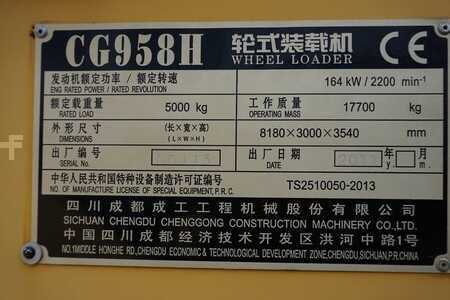 CG958H 轮式装载机 CE
WHEEL LOADER
发动机额定功率 / 额定转速 164 kW / 2200 min⁻¹
ENG RATED POWER / RATED REVOLUTION
额定载重量 5000 kg 工作质量 17700 kg
RATED LOAD OPERATING MASS
外形尺寸 (长×宽×高) 8180×3000×3540 mm
DIMENSION (L×W×H)
出厂编号 出厂日期 年 月
SERIAL No. DATE y m.
中华人民共和国特种设备制造许可证编号 TS2510050-2013
NO. OF MANUFACTURE LICENSE OF SPECIAL EQUIPMENT, P.R.C.
四川成都成工工程机械股份有限公司
SICHUAN CHENGDU CHENGGONG CONSTRUCTION MACHINERY CO.,LTD.
中国四川成都经济技术开发区洪河中路1号
NO.1MIDDLE HONGHE RD.,CHENGDU ECONOMIC & TECHNOLOGICAL DEVELOPMENT ZONE,CHENGDU,SICHUAN,P.R.CHINA